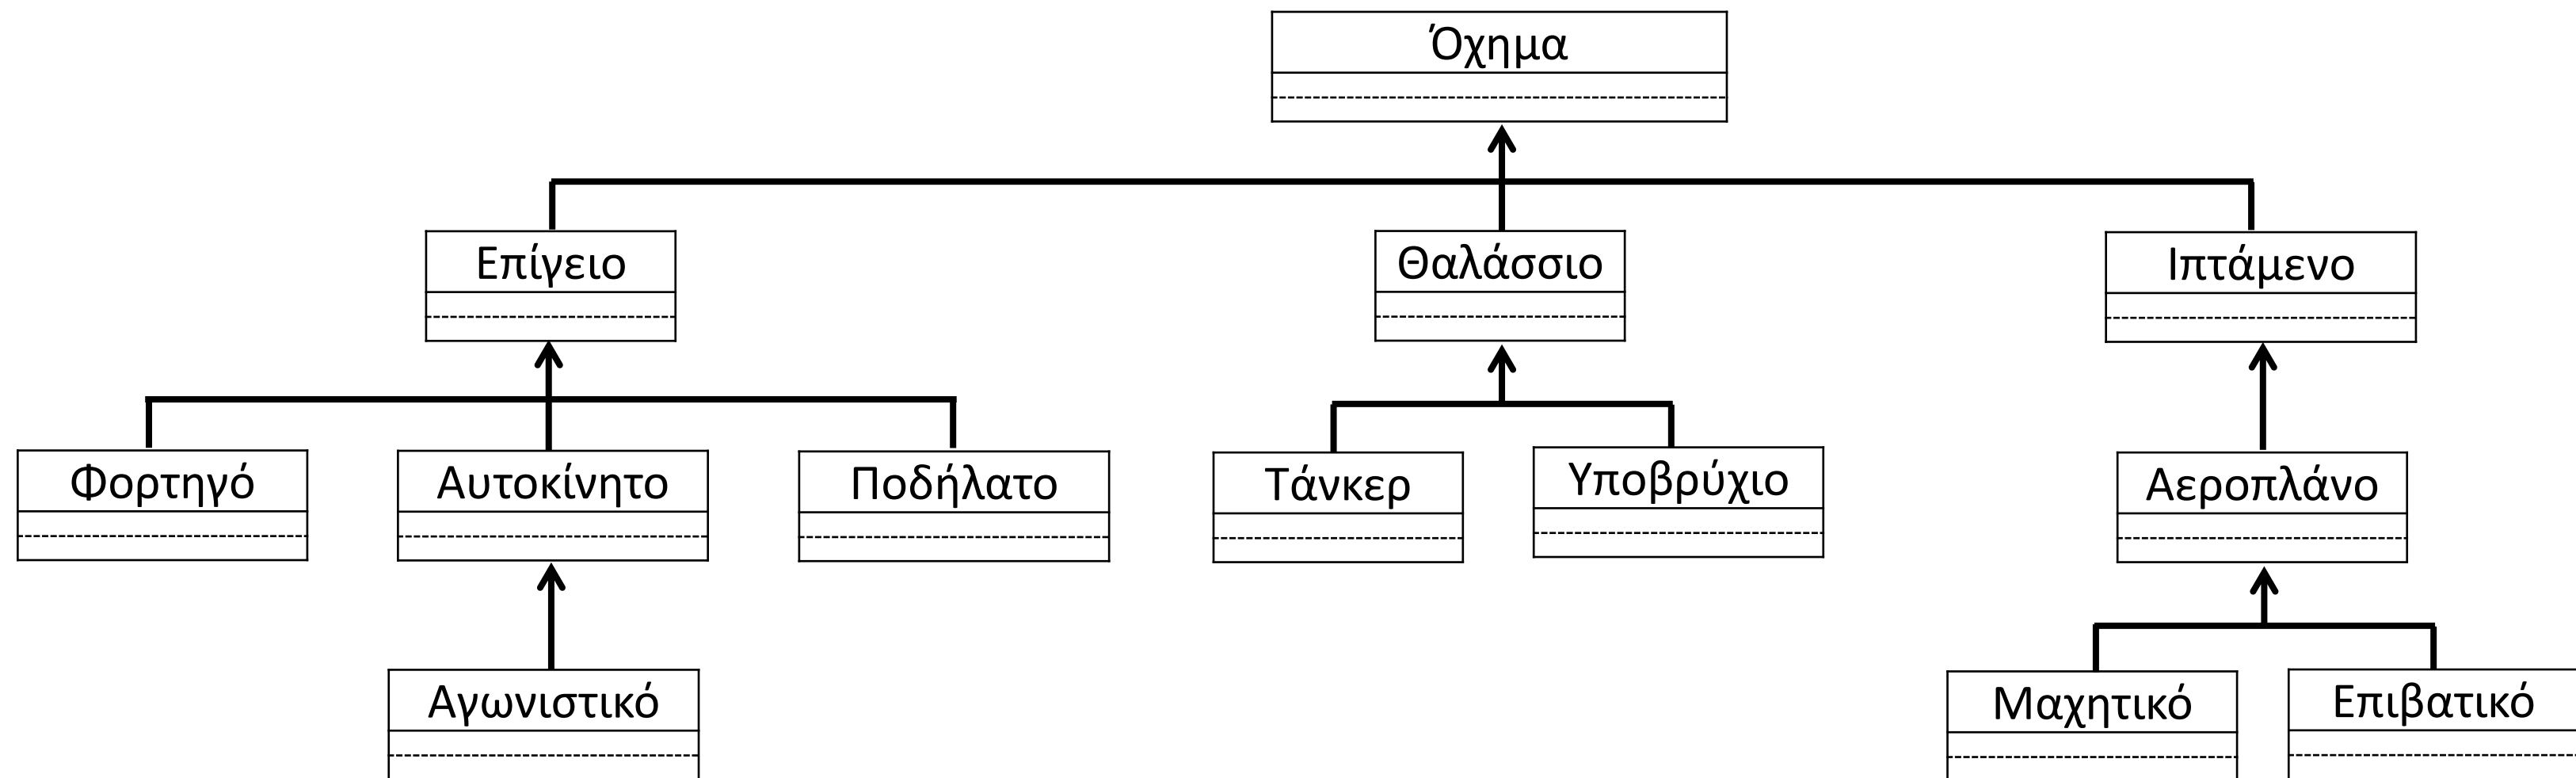 Όχημα
Επίγειο
Θαλάσσιο
Ιπτάμενο
Φορτηγό
Αυτοκίνητο
Ποδήλατο
Τάνκερ
Υποβρύχιο
Αεροπλάνο
Αγωνιστικό
Μαχητικό
Επιβατικό